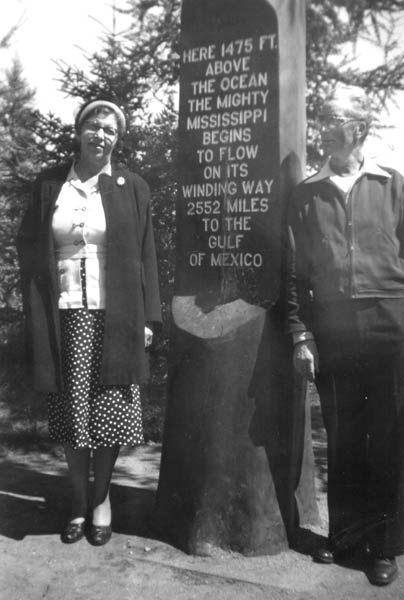 HERE 1475 FT.
ABOVE
THE OCEAN
THE MIGHTY
MISSISSIPPI
BEGINS
TO FLOW
ON ITS
WINDING WAY
2552 MILES
TO THE
GULF
OF MEXICO